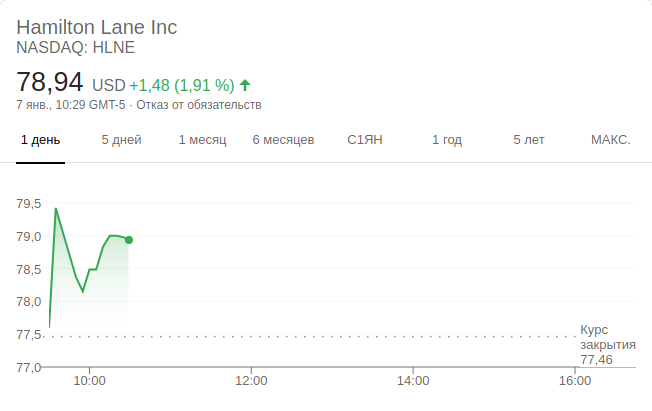 Hamilton Lane Inc
NASDAQ: HLNE
78,94 USD +1,48 (1,91 %)
7 янв., 10:29 GMT-5 · Отказ от обязательств
1 день 5 дней 1 месяц 6 месяцев С1ЯН 1 год 5 лет МАКС.
79,5
79,0
78,5
78,0
77,5
77,0
Курс
закрытия
77,46
10:00 12:00 14:00 16:00